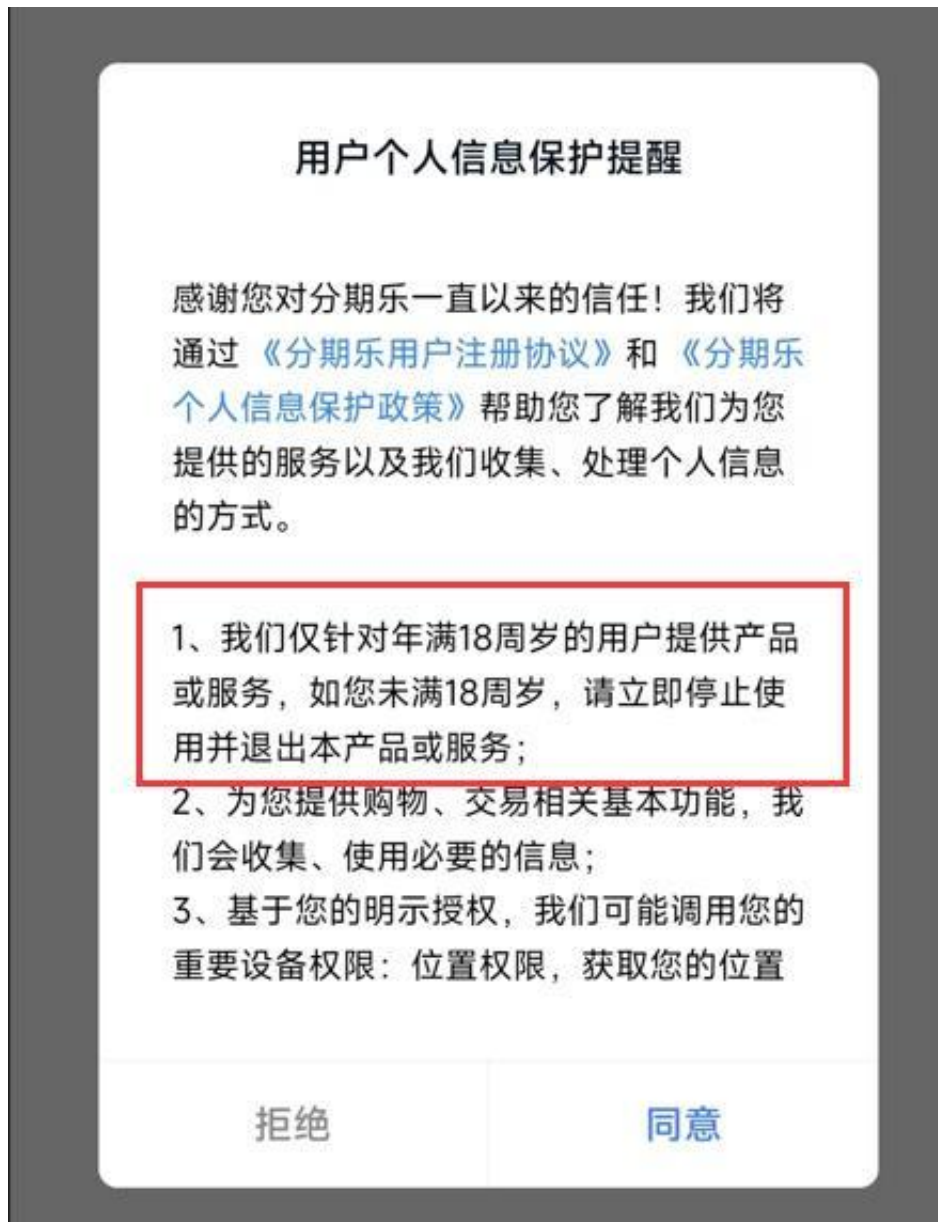 用户个人信息保护提醒
感谢您对分期乐一直以来的信任！我们将
通过《分期乐用户注册协议》和《分期乐
个人信息保护政策》帮助您了解我们为您
提供的服务以及我们收集、处理个人信息
的方式。
1、我们仅针对年满18周岁的用户提供产品
或服务，如您未满18周岁，请立即停止使
用并退出本产品或服务；
2、为您提供购物、交易相关基本功能，我
们会收集、使用必要的信息；
3、基于您的明示授权，我们可能调用您的
重要设备权限：位置权限，获取您的位置
拒绝
同意